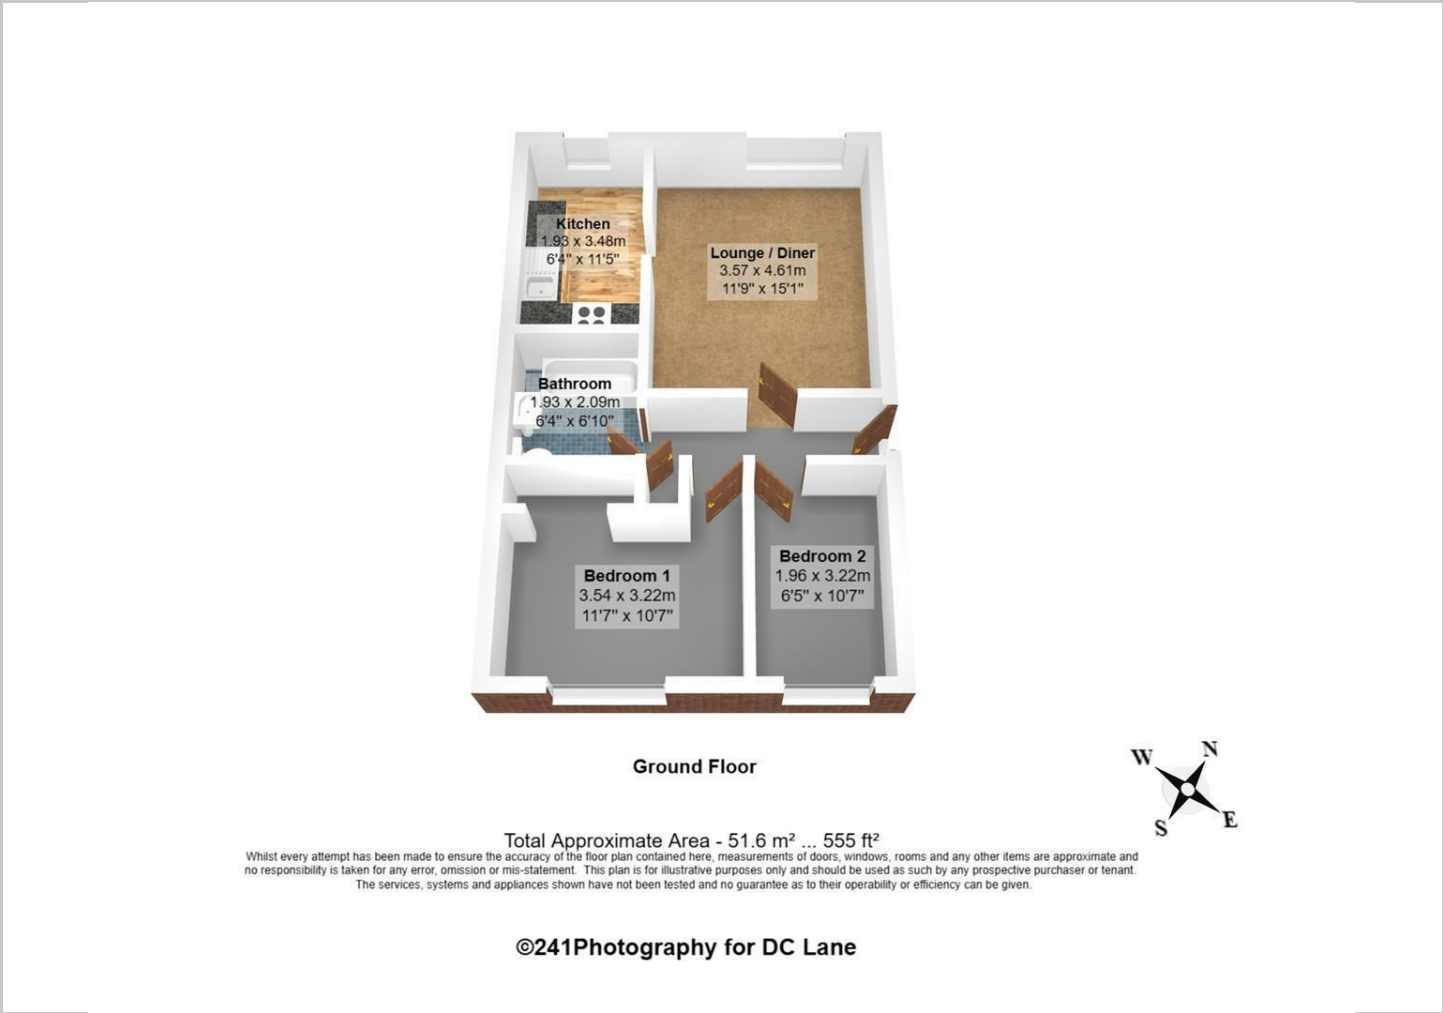 Kitchen
1.93 x 3.48m
6'4" x 11'5"
Lounge / Diner
3.57 x 4.61m
11'9" x 15'1"
Bathroom
1.93 x 2.09m
6'4" x 6'10"
Bedroom 1
3.54 x 3.22m
11'7" x 10'7"
Bedroom 2
1.96 x 3.22m
6'5" x 10'7"
Ground Floor
W N
S E
Total Approximate Area - 51.6 m² ... 555 ft²
Whilst every attempt has been made to ensure the accuracy of the floor plan contained here, measurements of doors, windows, rooms and any other items are approximate and
no responsibility is taken for any error, omission or mis-statement. This plan is for illustrative purposes only and should be used as such by any prospective purchaser or tenant.
The services, systems and appliances shown have not been tested and no guarantee as to their operability or efficiency can be given.
©241Photography for DC Lane